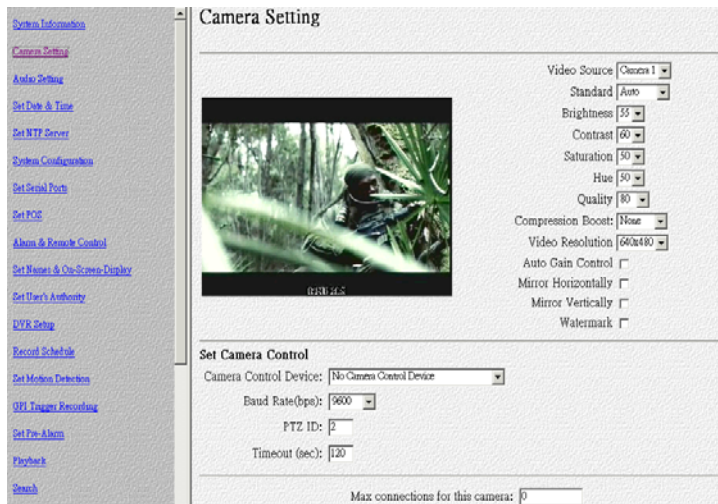 System Information
Camera Setting
Audio Setting
Set Date & Time
Set NTP Server
System Configuration
Set Serial Ports
Set POS
Alarm & Remote Control
Set Names & On-Screen-Display
Set User's Authority
DVR Setup
Record Schedule
Set Motion Detection
GPI Trigger Recording
Set Pre-Alarm
Playback
Search
Camera Setting
Video Source Camera 1
Standard Auto
Brightness 55
Contrast 60
Saturation 50
Hue 50
Quality 80
Compression Boost: None
Video Resolution 640x480
Auto Gain Control
Mirror Horizontally
Mirror Vertically
Watermark
Set Camera Control
Camera Control Device: No Camera Control Device
Baud Rate(bps): 9600
PTZ ID: 2
Timeout (sec): 120
Max connections for this camera: 0